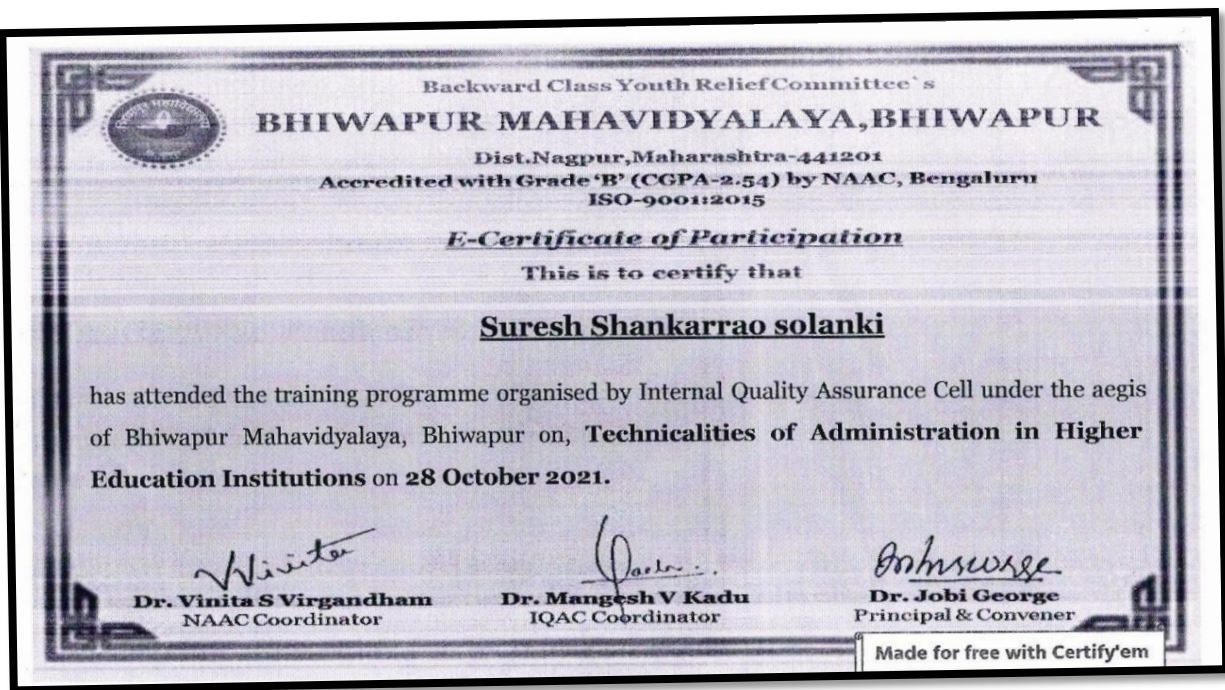 Backward Class Youth Relief Committee`s
BHIWAPUR MAHAVIDYALAYA,BHIWAPUR
Dist.Nagpur,Maharashtra-441201
Accredited with Grade ‘B’ (CGPA-2.54) by NAAC, Bengaluru
ISO-9001:2015
E-Certificate of Participation
This is to certify that
Suresh Shankarrao solanki
has attended the training programme organised by Internal Quality Assurance Cell under the aegis
of Bhiwapur Mahavidyalaya, Bhiwapur on, Technicalities of Administration in Higher
Education Institutions on 28 October 2021.
Dr. Vinita S Virgandham
NAAC Coordinator
Dr. Mangesh V Kadu
IQAC Coordinator
Dr. Jobi George
Principal & Convener
Made for free with Certify'em